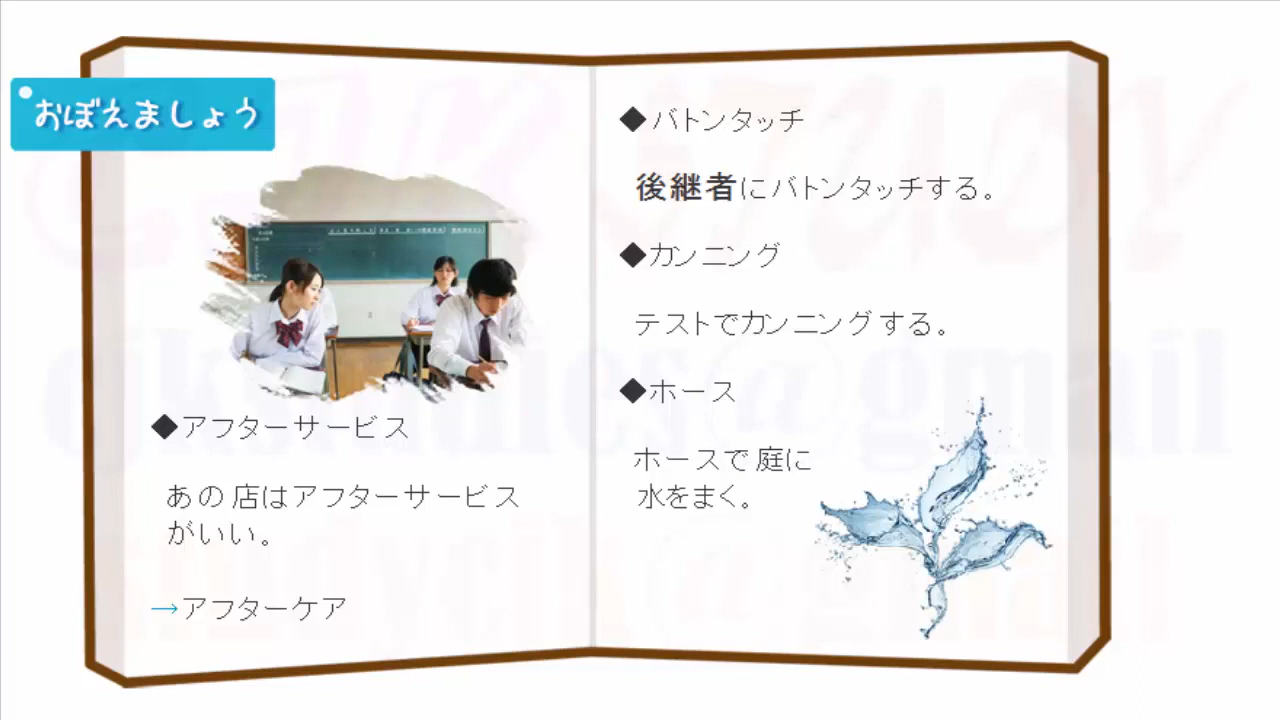 おぼえましょう
◆アフターサービス
あの店はアフターサービス
がいい。
→アフターケア
◆バトンタッチ
後継者にバトンタッチする。
◆カンニング
テストでカンニングする。
◆ホース
ホースで庭に
水をまく。